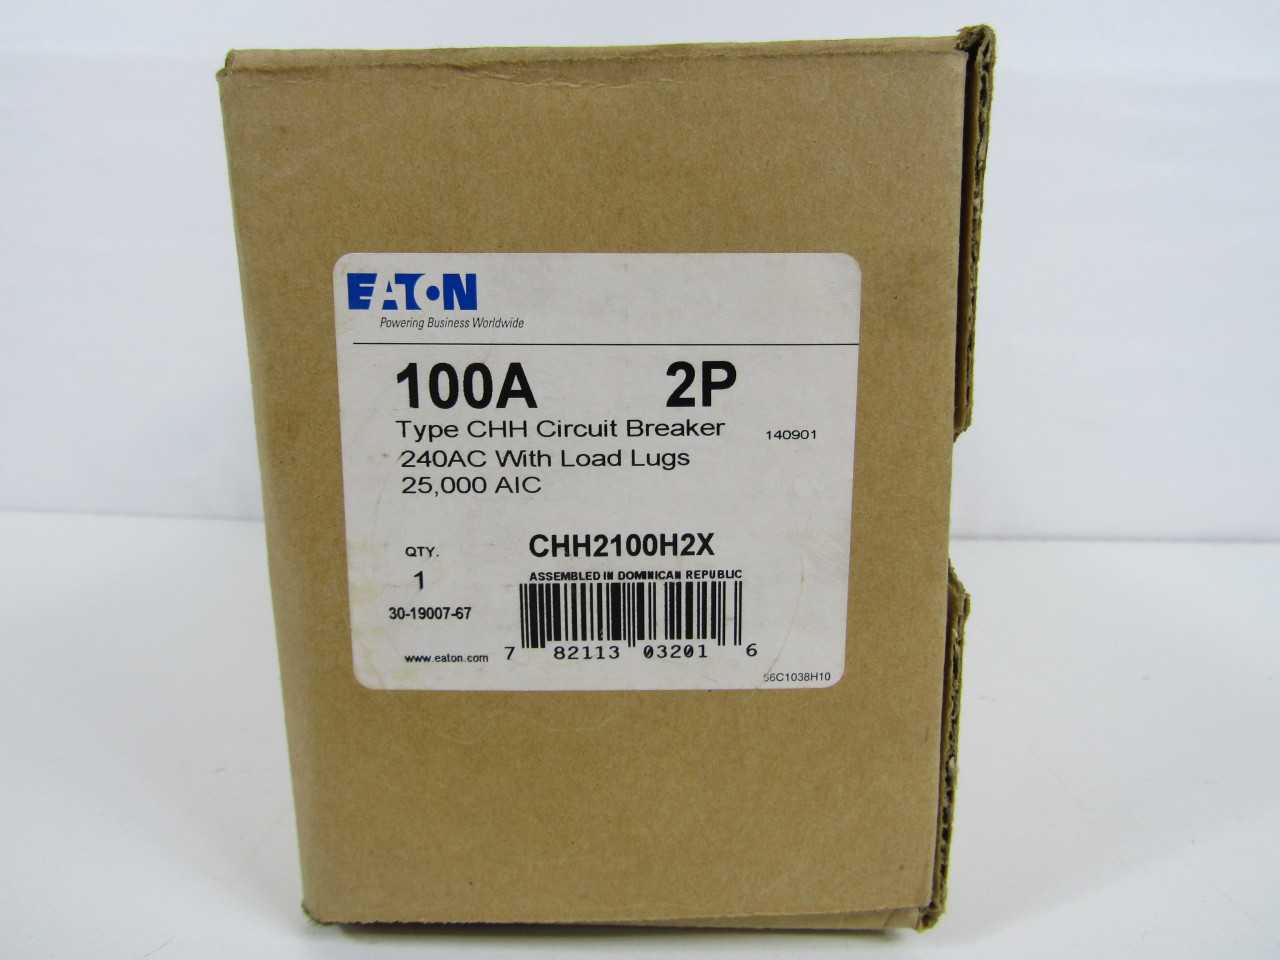 EATON
Powering Business Worldwide
100A 2P
Type CHH Circuit Breaker 140901
240AC With Load Lugs
25,000 AIC
QTY. CHH2100H2X
1 ASSEMBLED IN DOMINICAN REPUBLIC
30-19007-67
www.eaton.com 7 82113 03201 6
56C1038H10